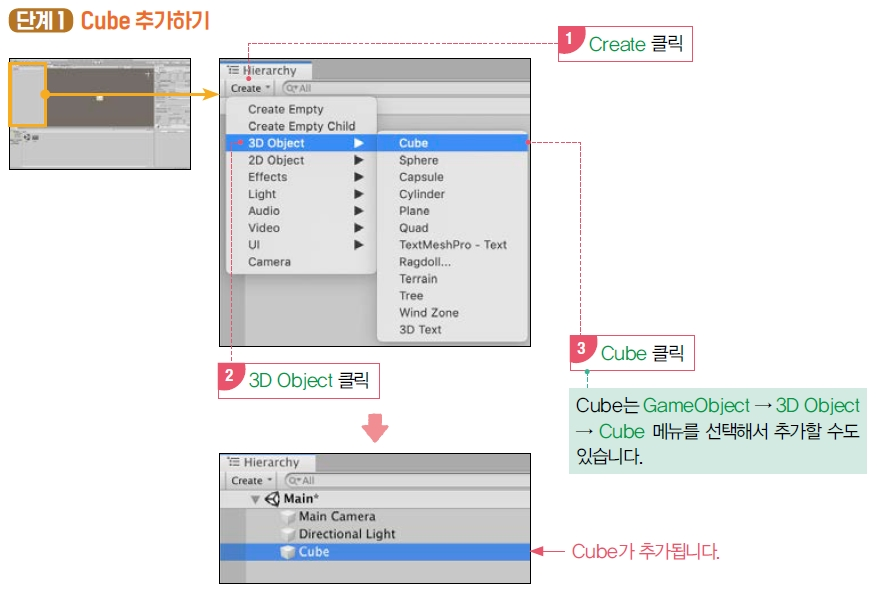 단계 1 Cube 추가하기
1 Create 클릭
Hierarchy
Create
All
Create Empty
Create Empty Child
3D Object
2D Object
Effects
Light
Audio
Video
UI
Camera
Cube
Sphere
Capsule
Cylinder
Plane
Quad
TextMeshPro - Text
Ragdoll...
Terrain
Tree
Wind Zone
3D Text
2 3D Object 클릭
3 Cube 클릭
Cube는 GameObject → 3D Object
→ Cube 메뉴를 선택해서 추가할 수도
있습니다.
Hierarchy
Create
All
Main*
Main Camera
Directional Light
Cube
Cube가 추가됩니다.